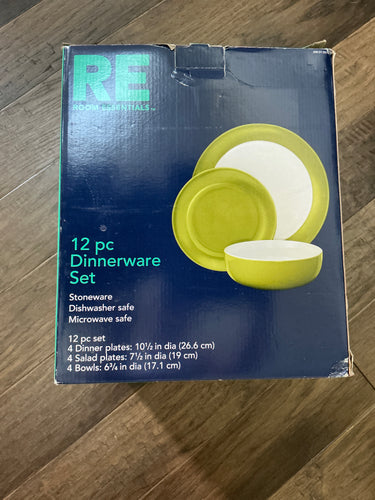 RE
ROOM ESSENTIALS™
12 pc
Dinnerware
Set
Stoneware
Dishwasher safe
Microwave safe
12 pc set
4 Dinner plates: 10½ in dia (26.6 cm)
4 Salad plates: 7½ in dia (19 cm)
4 Bowls: 6¾ in dia (17.1 cm)